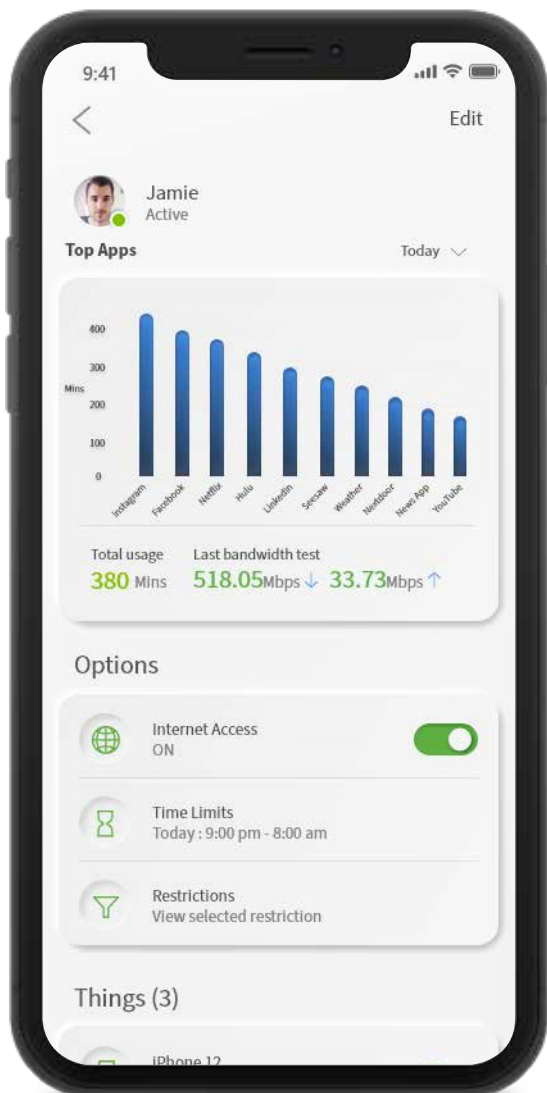 9:41
Edit
Jamie
Active
Top Apps
Today
400
300
Mins
200
100
0
Instagram
Facebook
Netflix
Hulu
Linkedin
Seesaw
Weather
Nextdoor
News App
YouTube
Total usage Last bandwidth test
380 Mins 518.05Mbps ↓ 33.73Mbps ↑
Options
Internet Access
ON
Time Limits
Today : 9:00 pm - 8:00 am
Restrictions
View selected restriction
Things (3)
iPhone 12